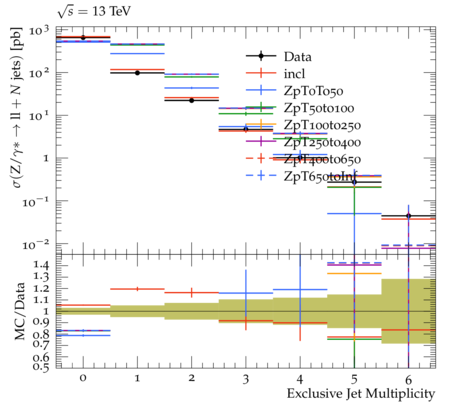 √s = 13 TeV
σ(Z/γ* → ll + N jets) [pb]
10³
10²
10¹
1
10⁻¹
10⁻²
Data
incl
ZpToTo50
ZpT50to100
ZpT100to250
ZpT250to400
ZpT400to650
ZpT650toInf
MC/Data
1.4
1.3
1.2
1.1
1
0.9
0.8
0.7
0.6
0.5
0 1 2 3 4 5 6
Exclusive Jet Multiplicity